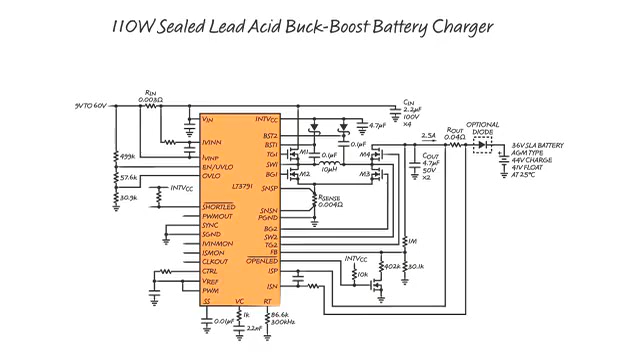 110W Sealed Lead Acid Buck-Boost Battery Charger
9V TO 60V
RIN
0.003Ω
CIN
2.2µF
100V
×4
VIN
INTVCC
4.7µF
BST2
BST1
0.1µF
0.1µF
IVINN
TG1
M1
M4
IVINP
SW1
10µH
499k
EN/UVLO
BG1
M2
M3
57.6k
OVLO
30.9k
INTVCC
LT3791
SNSP
RSENSE
0.004Ω
SHORTLED
SNSN
PWMOUT
PGND
SYNC
BG2
SGND
SW2
IVINMON
TG2
ISMON
FB
CLKOUT
OPENLED
CTRL
ISP
VREF
ISN
PWM
SS
VC
RT
0.01µF
1k
22nF
86.6k
300kHz
2.5A
ROUT
0.04Ω
OPTIONAL
DIODE
COUT
4.7µF
50V
×2
36V SLA BATTERY
AGM TYPE
44V CHARGE
41V FLOAT
AT 25°C
1M
INTVCC
10k
402k
30.1k